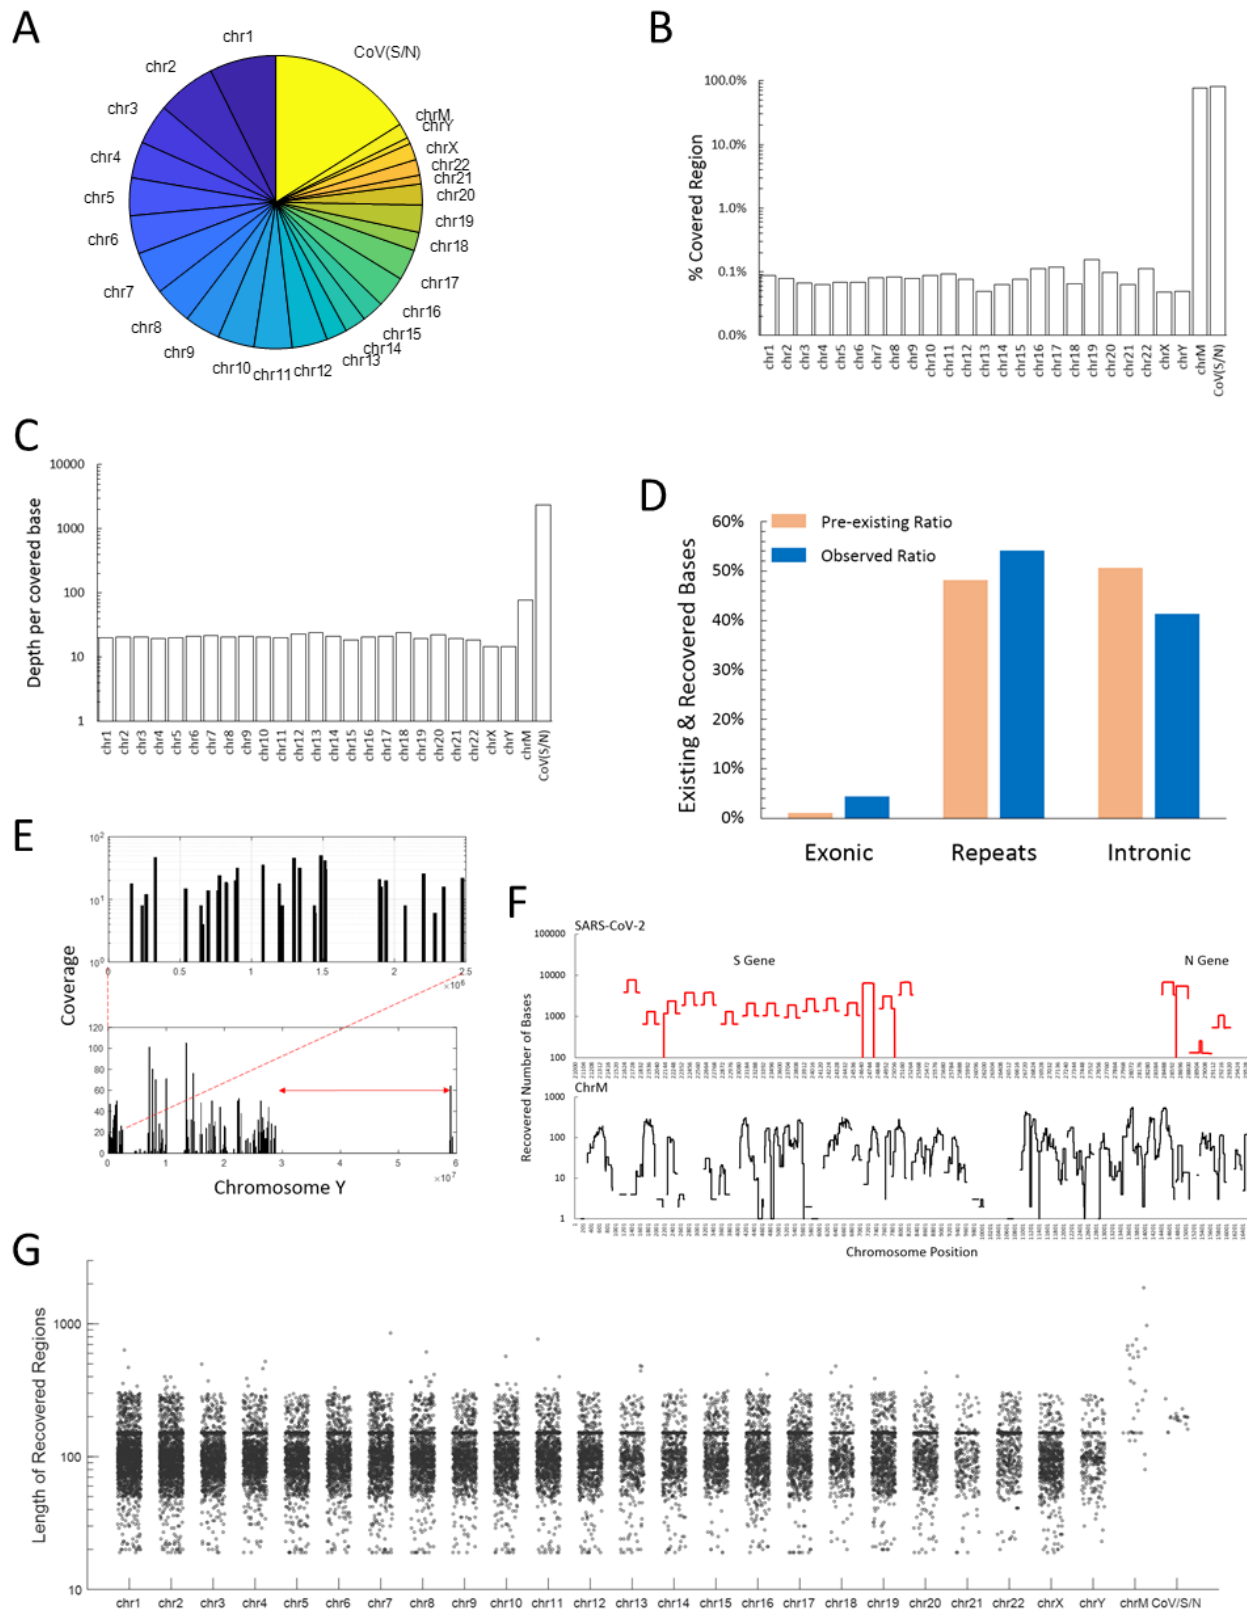 A
CoV(S/N)
chrM
chrY
chrX
chr22
chr21
chr20
chr19
chr18
chr17
chr16
chr15
chr14
chr13
chr12
chr11
chr10
chr9
chr8
chr7
chr6
chr5
chr4
chr3
chr2
chr1
B
% Covered Region
100.0%
10.0%
1.0%
0.1%
0.0%
chr1 chr2 chr3 chr4 chr5 chr6 chr7 chr8 chr9 chr10 chr11 chr12 chr13 chr14 chr15 chr16 chr17 chr18 chr19 chr20 chr21 chr22 chrX chrY chrM CoV(S/N)
C
Depth per covered base
10000
1000
100
10
1
chr1 chr2 chr3 chr4 chr5 chr6 chr7 chr8 chr9 chr10 chr11 chr12 chr13 chr14 chr15 chr16 chr17 chr18 chr19 chr20 chr21 chr22 chrX chrY chrM CoV(S/N)
D
Existing & Recovered Bases
60%
50%
40%
30%
20%
10%
0%
Pre-existing Ratio
Observed Ratio
Exonic Repeats Intronic
E
Coverage
10²
10¹
10⁰
0 0.5 1 1.5 2 2.5
×10⁶
120
100
80
60
40
20
0
0 1 2 3 4 5 6
×10⁷
Chromosome Y
F
SARS-CoV-2
Recovered Number of Bases
100000
10000
1000
100
S Gene
N Gene
ChrM
1000
100
10
1
Chromosome Position
G
Length of Recovered Regions
1000
100
10
chr1 chr2 chr3 chr4 chr5 chr6 chr7 chr8 chr9 chr10 chr11 chr12 chr13 chr14 chr15 chr16 chr17 chr18 chr19 chr20 chr21 chr22 chrX chrY chrM CoV/S/N